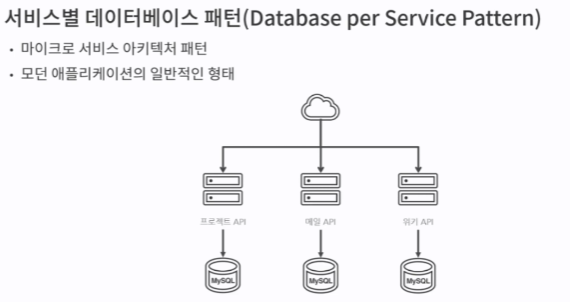 서비스별 데이터베이스 패턴(Database per Service Pattern)
• 마이크로 서비스 아키텍처 패턴
• 모던 애플리케이션의 일반적인 형태
프로젝트 API 메일 API 위키 API
MySQL MySQL MySQL